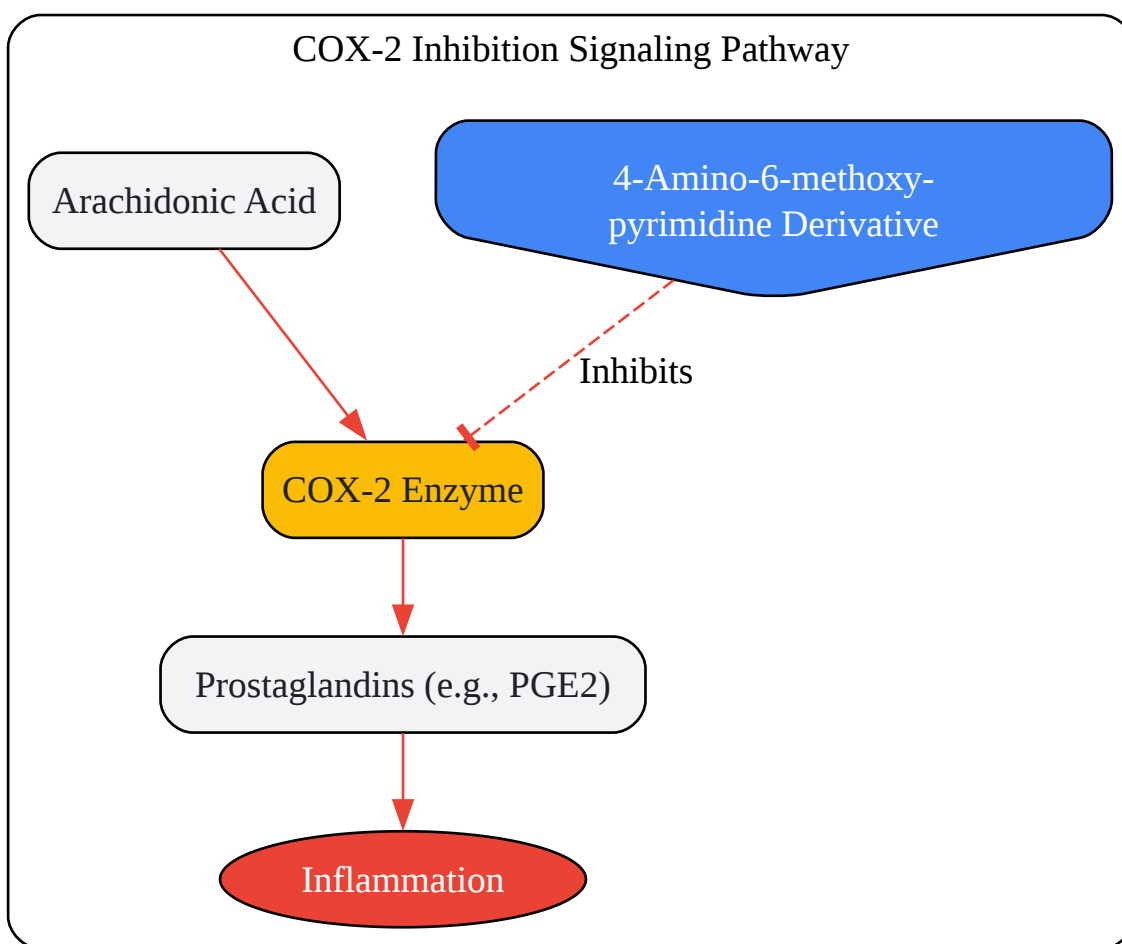 COX-2 Inhibition Signaling Pathway
Arachidonic Acid
4-Amino-6-methoxy-
pyrimidine Derivative
Inhibits
COX-2 Enzyme
Prostaglandins (e.g., PGE2)
Inflammation